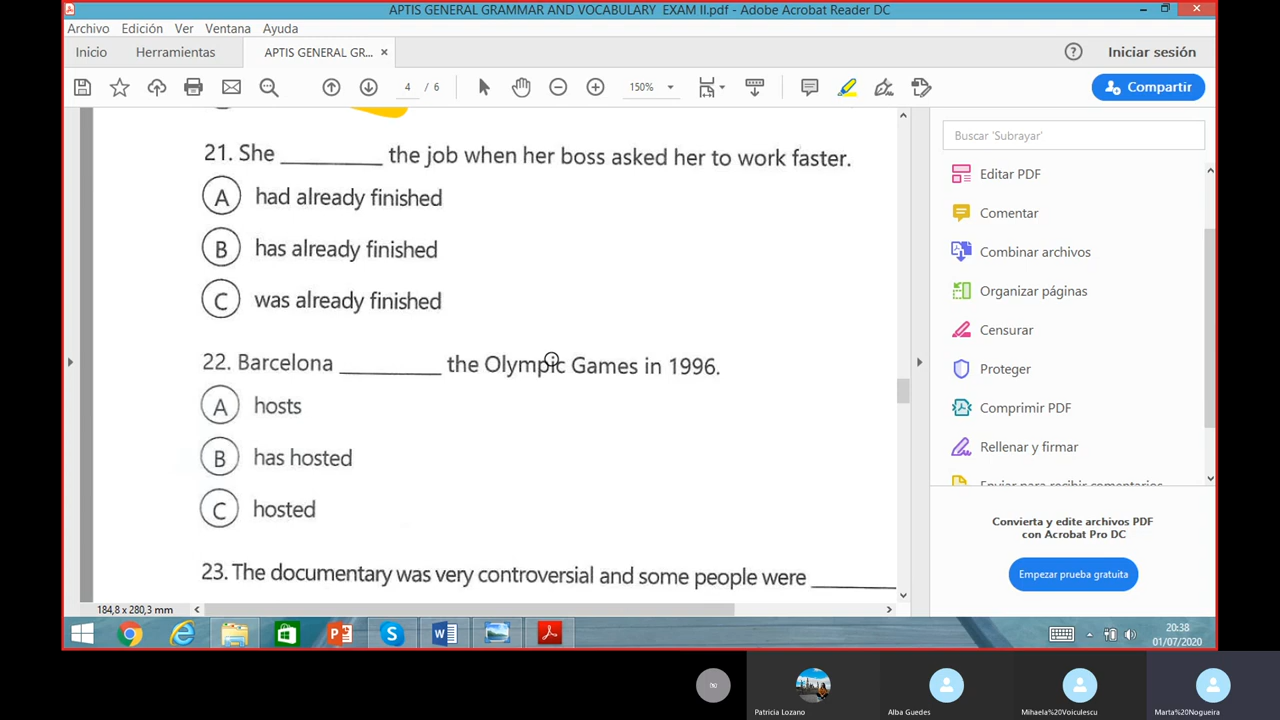 APTIS GENERAL GRAMMAR AND VOCABULARY EXAM II.pdf - Adobe Acrobat Reader DC
Archivo Edición Ver Ventana Ayuda
Inicio Herramientas APTIS GENERAL GR... × Iniciar sesión
4 / 6 150% Compartir
21. She _________ the job when her boss asked her to work faster.
A had already finished
B has already finished
C was already finished
22. Barcelona _________ the Olympic Games in 1996.
A hosts
B has hosted
C hosted
23. The documentary was very controversial and some people were ________
184,8 x 280,3 mm
Buscar 'Subrayar'
Editar PDF
Comentar
Combinar archivos
Organizar páginas
Censurar
Proteger
Comprimir PDF
Rellenar y firmar
Enviar para recibir comentarios
Convierta y edite archivos PDF
con Acrobat Pro DC
Empezar prueba gratuita
20:38
01/07/2020
Patricia Lozano Alba Guedes Mihaela%20Voiculescu Marta%20Nogueira